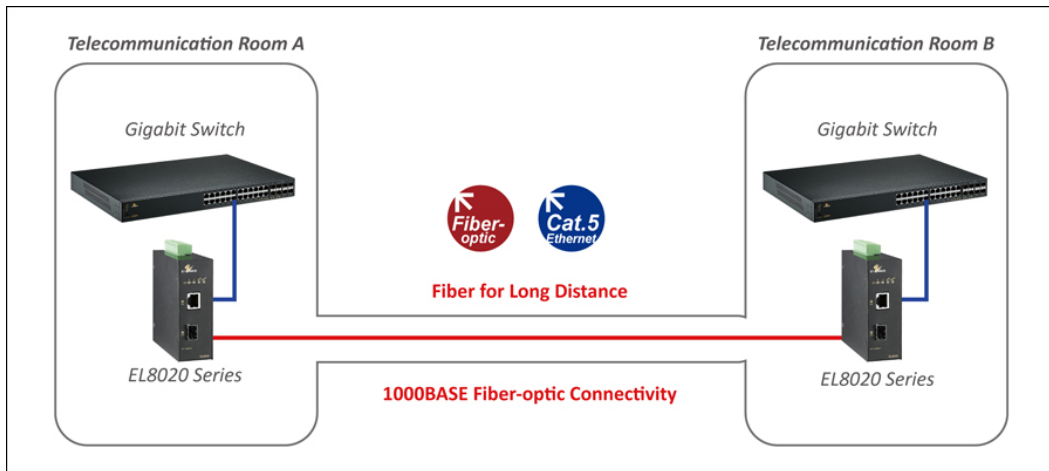 Telecommunication Room A
Telecommunication Room B
Gigabit Switch
Gigabit Switch
Fiber-
optic
Cat.5
Ethernet
Fiber for Long Distance
EL8020 Series
EL8020 Series
1000BASE Fiber-optic Connectivity